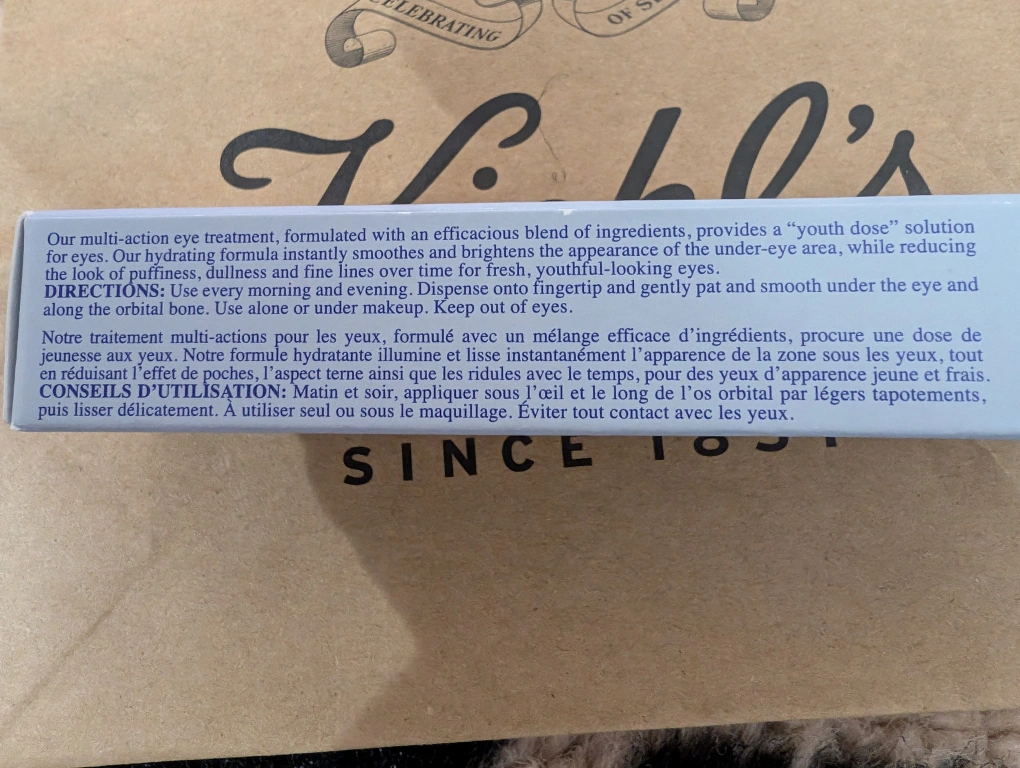 CELEBRATING
Kiehl's
Our multi-action eye treatment, formulated with an efficacious blend of ingredients, provides a “youth dose” solution
for eyes. Our hydrating formula instantly smoothes and brightens the appearance of the under-eye area, while reducing
the look of puffiness, dullness and fine lines over time for fresh, youthful-looking eyes.
DIRECTIONS: Use every morning and evening. Dispense onto fingertip and gently pat and smooth under the eye and
along the orbital bone. Use alone or under makeup. Keep out of eyes.
Notre traitement multi-actions pour les yeux, formulé avec un mélange efficace d’ingrédients, procure une dose de
jeunesse aux yeux. Notre formule hydratante illumine et lisse instantanément l’apparence de la zone sous les yeux, tout
en réduisant l’effet de poches, l’aspect terne ainsi que les ridules avec le temps, pour des yeux d’apparence jeune et frais.
CONSEILS D’UTILISATION: Matin et soir, appliquer sous l’œil et le long de l’os orbital par légers tapotements,
puis lisser délicatement. À utiliser seul ou sous le maquillage. Éviter tout contact avec les yeux.
SINCE 1851